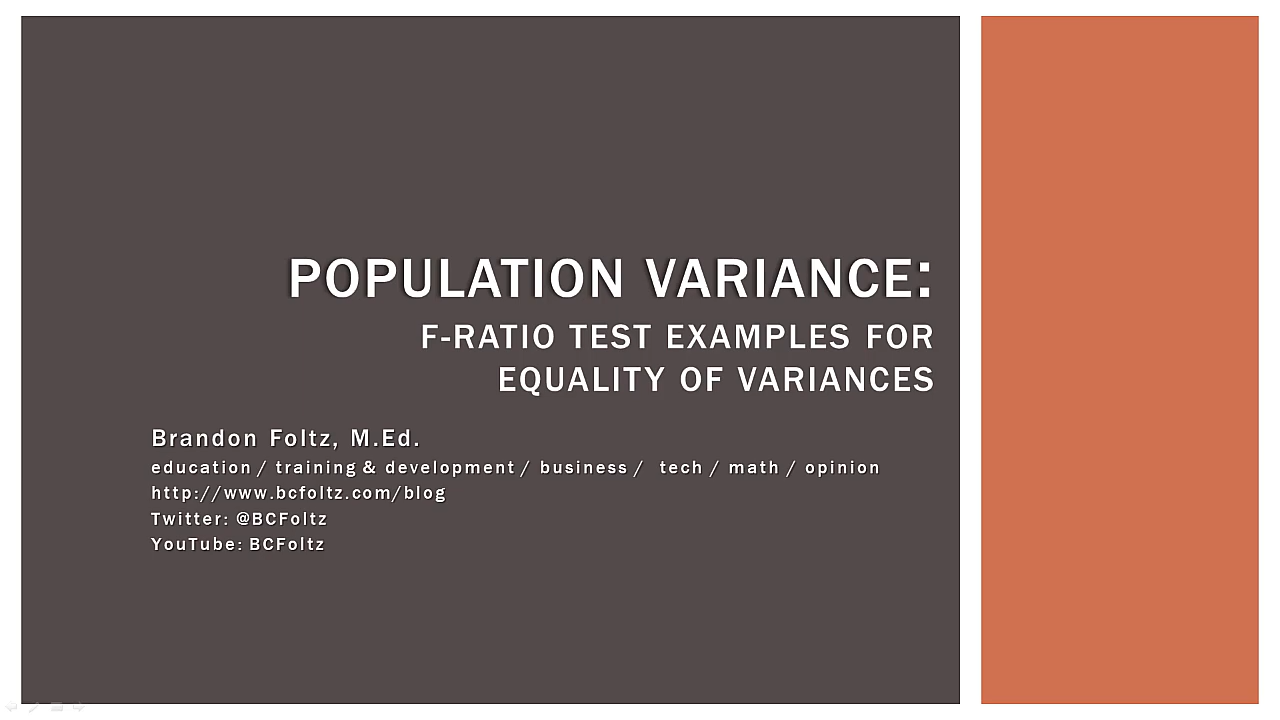 POPULATION VARIANCE:
F-RATIO TEST EXAMPLES FOR
EQUALITY OF VARIANCES
Brandon Foltz, M.Ed.
education / training & development / business / tech / math / opinion
http://www.bcfoltz.com/blog
Twitter: @BCFoltz
YouTube: BCFoltz